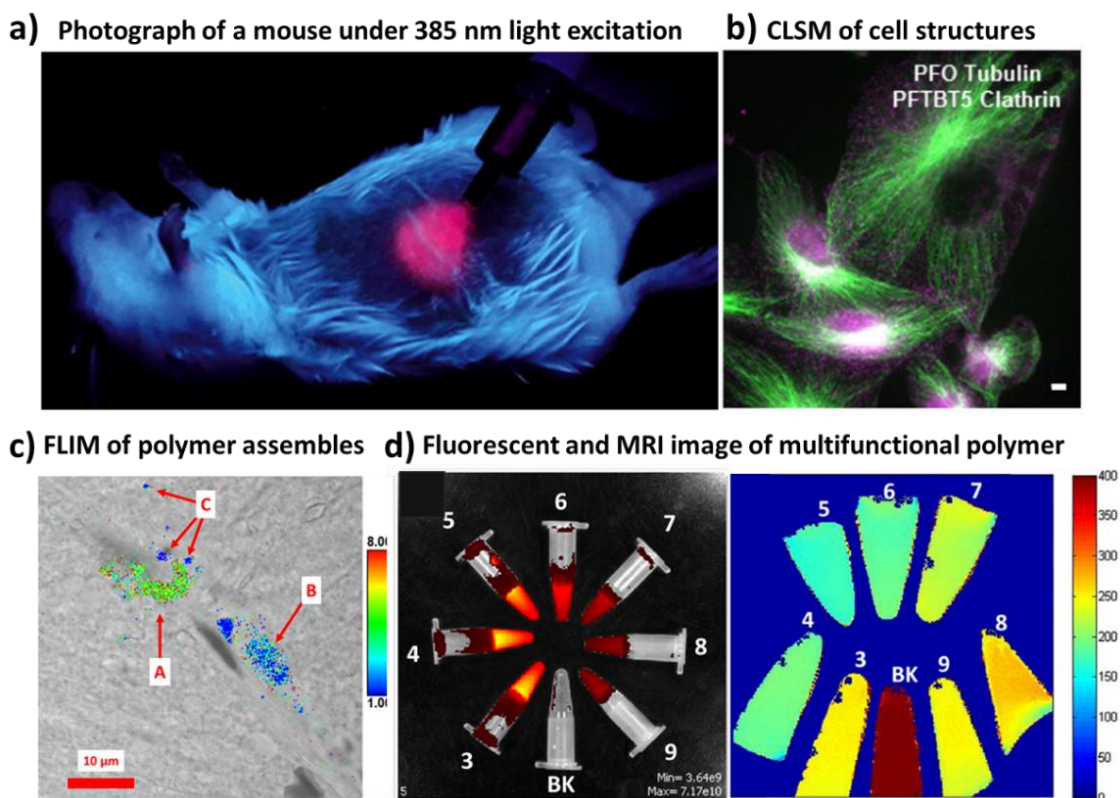 a) Photograph of a mouse under 385 nm light excitation
b) CLSM of cell structures
PFO Tubulin
PFTBT5 Clathrin
c) FLIM of polymer assembles
C
A
B
8.00
1.00
10 µm
d) Fluorescent and MRI image of multifunctional polymer
6
5
7
4
8
3
9
BK
5
Min= 3.64e9
Max= 7.17e10
6
7
5
4
8
3
BK
9
400
350
300
250
200
150
100
50
0